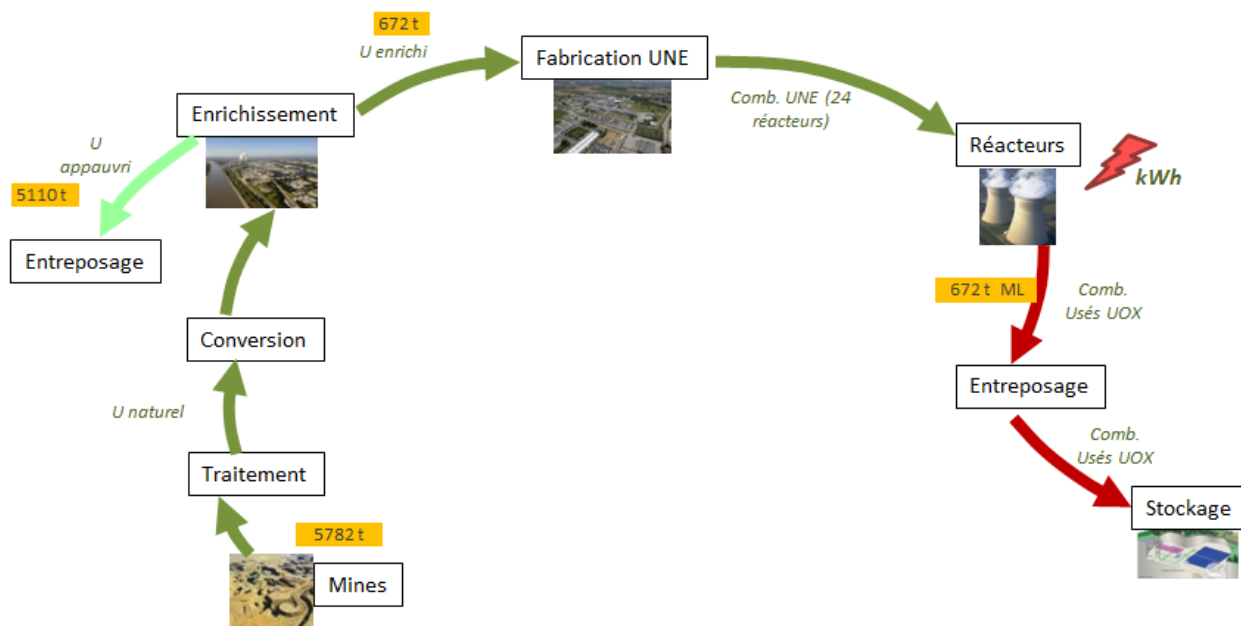 672 t
U enrichi
Fabrication UNE
Comb. UNE (24
réacteurs)
Enrichissement
U
appauvri
5110 t
Entreposage
Réacteurs
kWh
672 t ML
Comb.
Usés UOX
Conversion
Entreposage
U naturel
Comb.
Usés UOX
Traitement
Stockage
5782 t
Mines